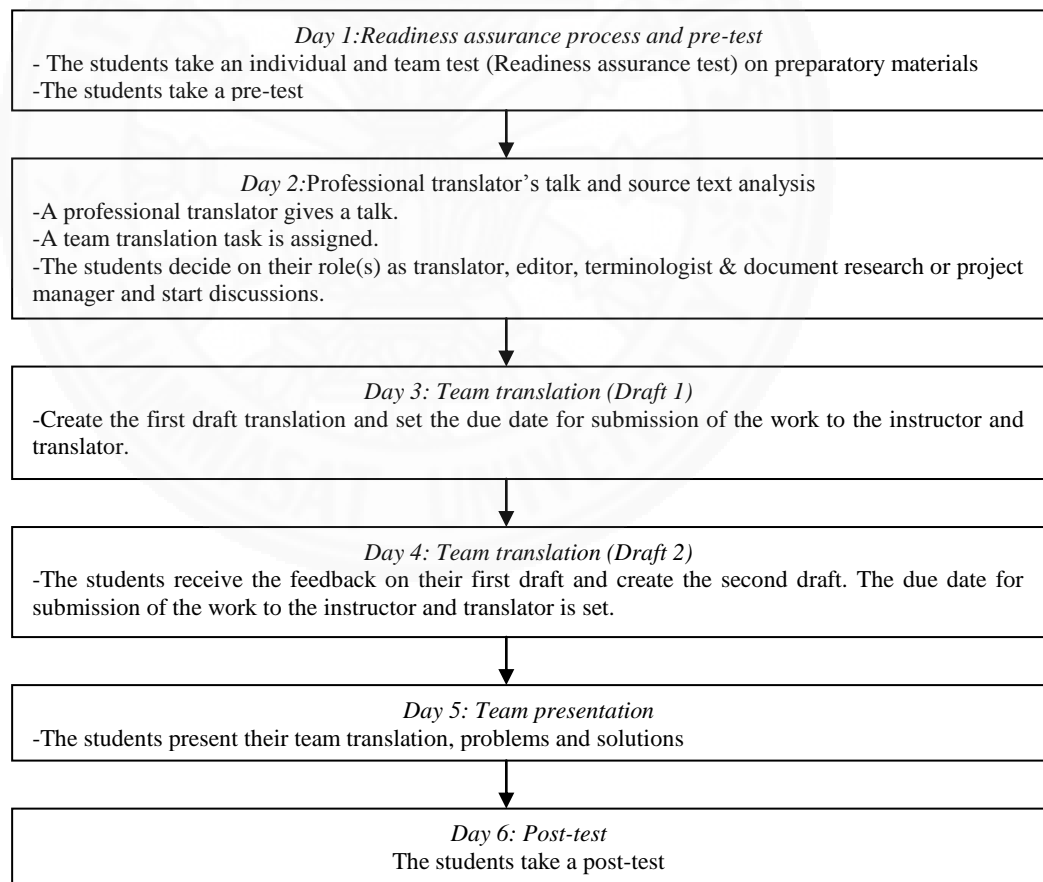 Day 1:Readiness assurance process and pre-test
- The students take an individual and team test (Readiness assurance test) on preparatory materials
-The students take a pre-test
Day 2:Professional translator's talk and source text analysis
-A professional translator gives a talk.
-A team translation task is assigned.
-The students decide on their role(s) as translator, editor, terminologist & document research or project
manager and start discussions.
Day 3: Team translation (Draft 1)
-Create the first draft translation and set the due date for submission of the work to the instructor and
translator.
Day 4: Team translation (Draft 2)
-The students receive the feedback on their first draft and create the second draft. The due date for
submission of the work to the instructor and translator is set.
Day 5: Team presentation
-The students present their team translation, problems and solutions
Day 6: Post-test
The students take a post-test
THAMMASAT UNIVERSITY